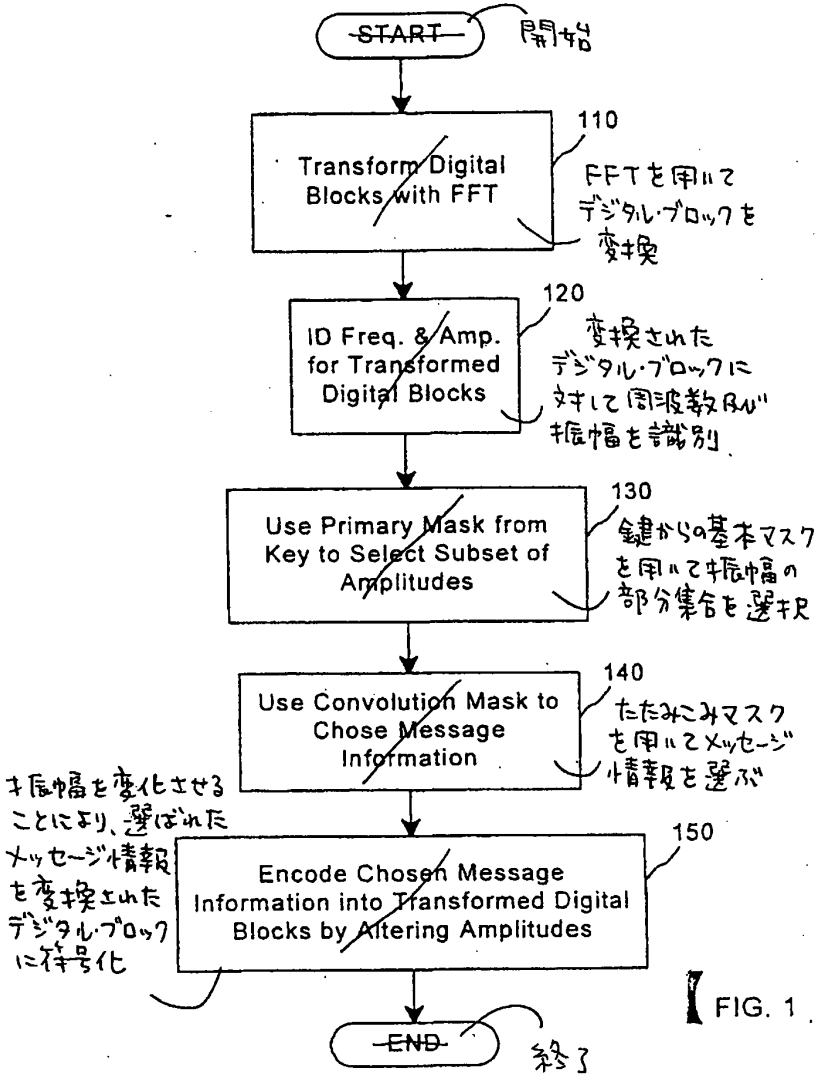 START
開始
110
Transform Digital
Blocks with FFT
FFTを用いて
デジタル・ブロックを
変換
120
ID Freq. & Amp.
for Transformed
Digital Blocks
変換された
デジタル・ブロックに
対して周波数及び
振幅を識別.
130
Use Primary Mask from
Key to Select Subset of
Amplitudes
鍵からの基本マスク
を用いて振幅の
部分集合を選択
140
Use Convolution Mask to
Chose Message
Information
たたみこみマスク
を用いてメッセージ
情報を選ぶ
150
Encode Chosen Message
Information into Transformed Digital
Blocks by Altering Amplitudes
振幅を変化させる
ことにより、選ばれた
メッセージ情報
を変換された
デジタル・ブロック
に符号化
END
終了
【 FIG. 1